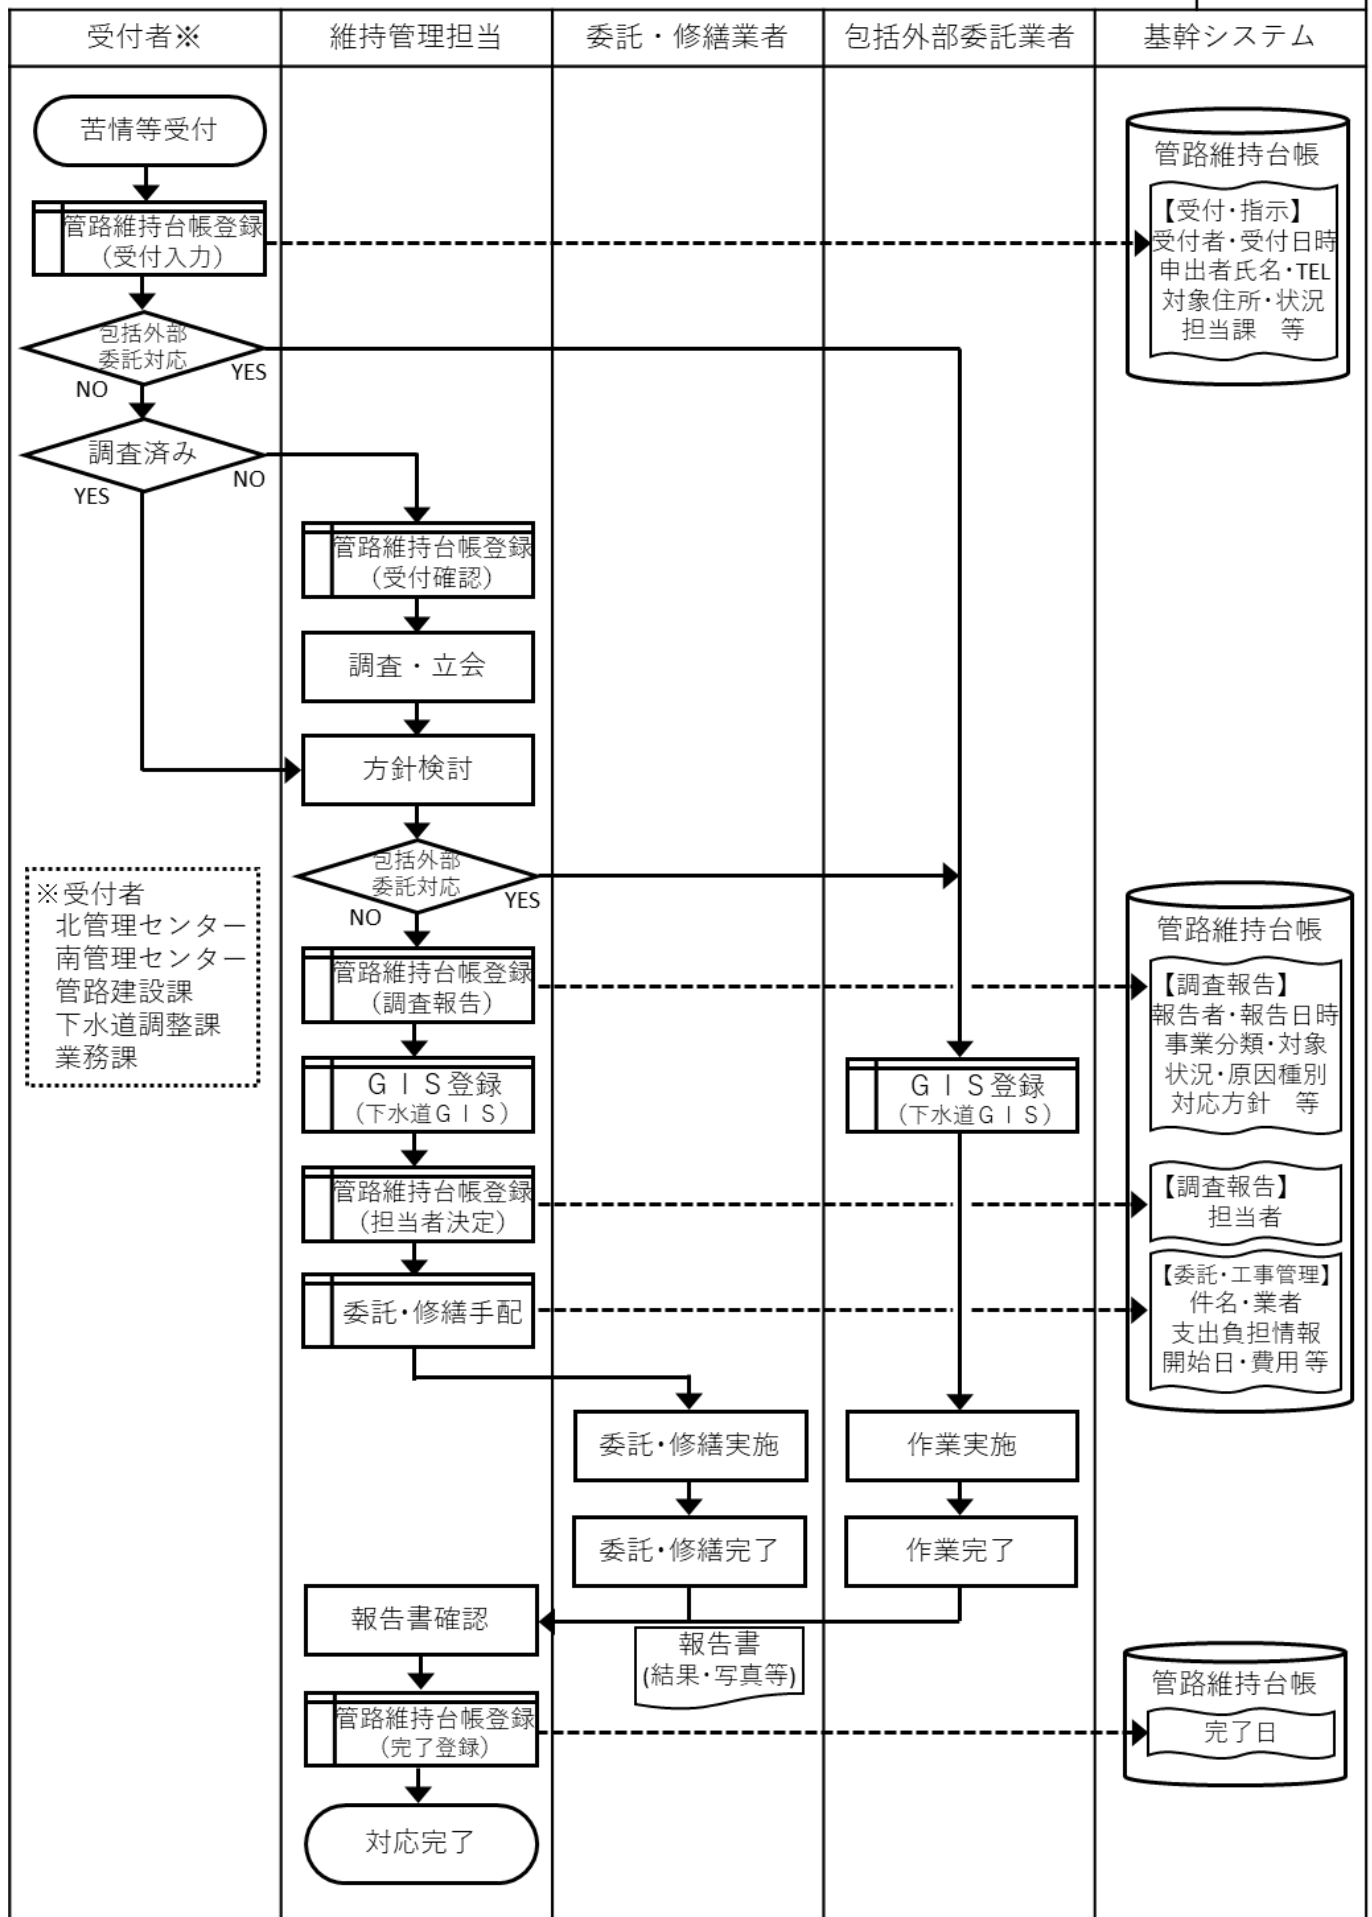 受付者※
維持管理担当
委託・修繕業者
包括外部委託業者
基幹システム
苦情等受付
管路維持台帳登録
（受付入力）
包括外部
委託対応
YES
NO
調査済み
NO
YES
管路維持台帳
【受付・指示】
受付者・受付日時
申出者氏名・TEL
対象住所・状況
担当課　等
管路維持台帳登録
（受付確認）
調査・立会
方針検討
包括外部
委託対応
YES
NO
※受付者
北管理センター
南管理センター
管路建設課
下水道調整課
業務課
管路維持台帳登録
（調査報告）
ＧＩＳ登録
（下水道ＧＩＳ）
管路維持台帳登録
（担当者決定）
委託・修繕手配
ＧＩＳ登録
（下水道ＧＩＳ）
管路維持台帳
【調査報告】
報告者・報告日時
事業分類・対象
状況・原因種別
対応方針　等
【調査報告】
担当者
【委託・工事管理】
件名・業者
支出負担情報
開始日・費用 等
委託・修繕実施
作業実施
委託・修繕完了
作業完了
報告書確認
報告書
(結果・写真等)
管路維持台帳登録
（完了登録）
管路維持台帳
完了日
対応完了